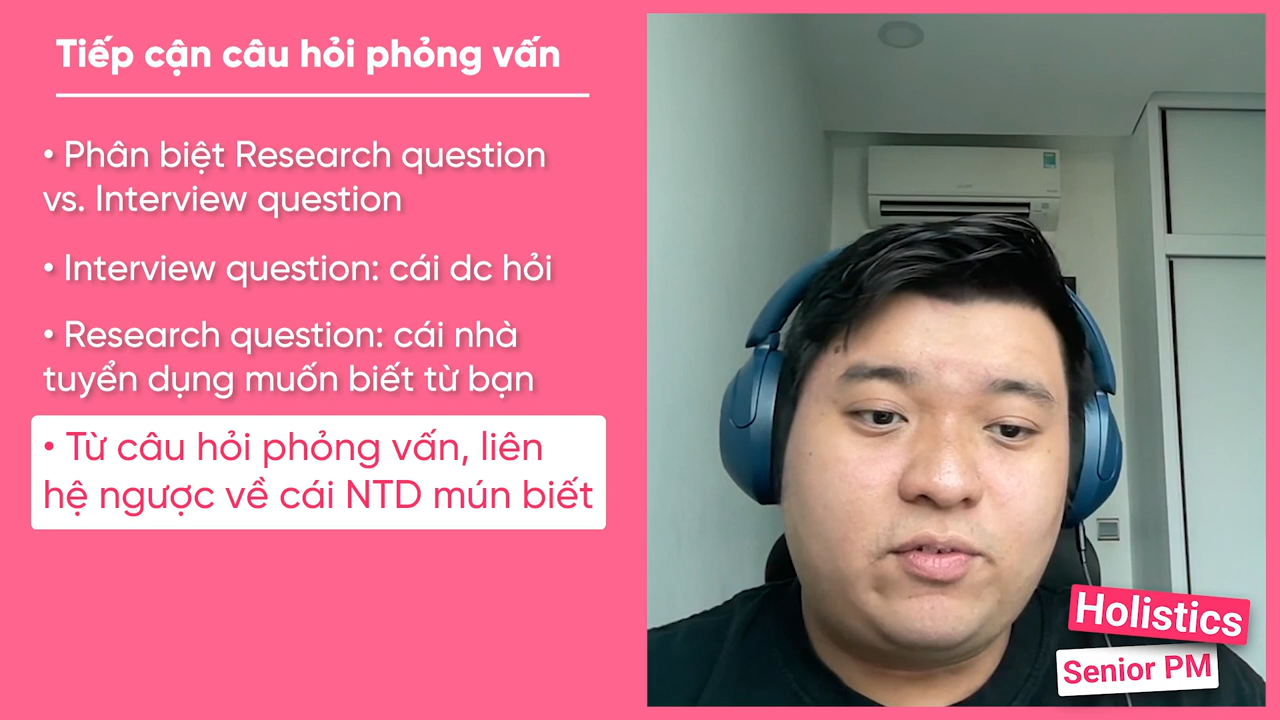 Tiếp cận câu hỏi phỏng vấn
• Phân biệt Research question
vs. Interview question
• Interview question: cái dc hỏi
• Research question: cái nhà
tuyển dụng muốn biết từ bạn
• Từ câu hỏi phỏng vấn, liên
hệ ngược về cái NTD mún biết
Holistics
Senior PM